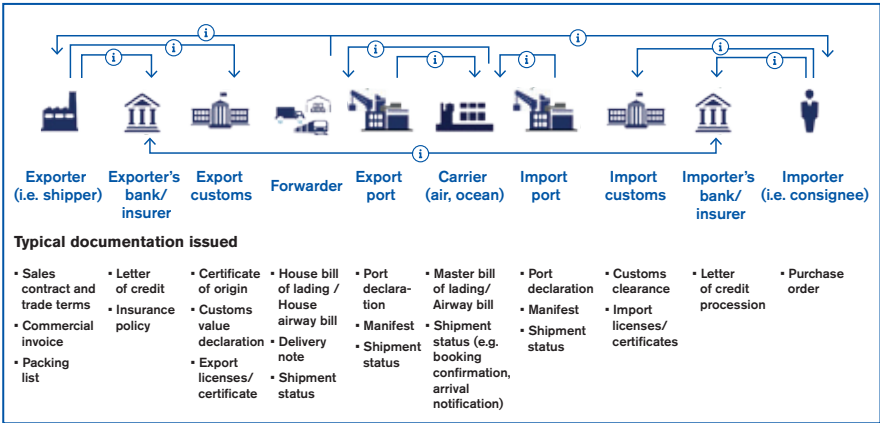 i
i
i
i
i
i
i
i
i
i
Exporter
(i.e. shipper)
Exporter's
bank/
insurer
Export
customs
Forwarder
Export
port
Carrier
(air, ocean)
Import
port
Import
customs
Importer's
bank/
insurer
Importer
(i.e. consignee)
Typical documentation issued
▪ Sales
contract and
trade terms
▪ Commercial
invoice
▪ Packing
list
▪ Letter
of credit
▪ Insurance
policy
▪ Certificate
of origin
▪ Customs
value
declaration
▪ Export
licenses/
certificate
▪ House bill
of lading /
House
airway bill
▪ Delivery
note
▪ Shipment
status
▪ Port
declara-
tion
▪ Manifest
▪ Shipment
status
▪ Master bill
of lading/
Airway bill
▪ Shipment
status (e.g.
booking
confirmation,
arrival
notification)
▪ Port
declaration
▪ Manifest
▪ Shipment
status
▪ Customs
clearance
▪ Import
licenses/
certificates
▪ Letter
of credit
procession
▪ Purchase
order